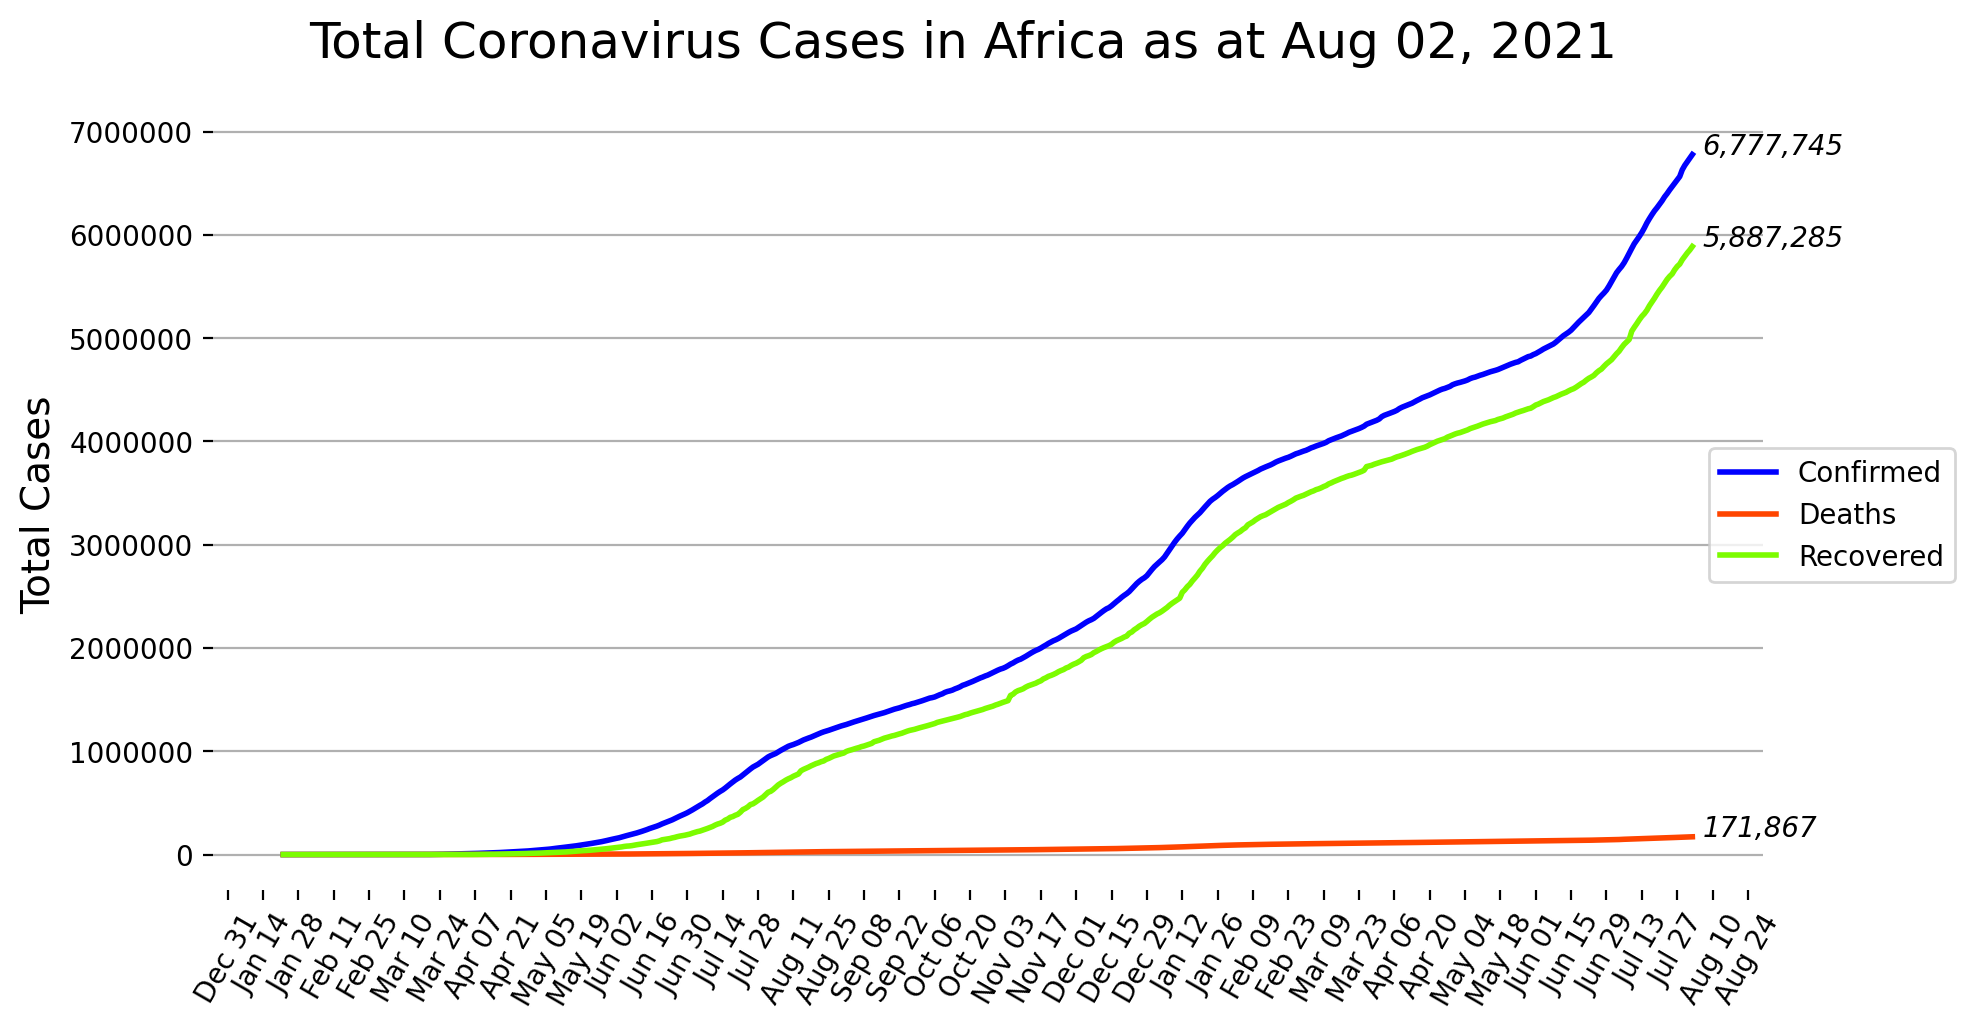 Total Coronavirus Cases in Africa as at Aug 02, 2021
Total Cases
7000000
6000000
5000000
4000000
3000000
2000000
1000000
0
6,777,745
5,887,285
171,867
Confirmed
Deaths
Recovered
Dec 31
Jan 14
Jan 28
Feb 11
Feb 25
Mar 10
Mar 24
Apr 07
Apr 21
May 05
May 19
Jun 02
Jun 16
Jun 30
Jul 14
Jul 28
Aug 11
Aug 25
Sep 08
Sep 22
Oct 06
Oct 20
Nov 03
Nov 17
Nov 01
Dec 15
Dec 29
Dec 12
Jan 26
Jan 09
Feb 23
Feb 09
Mar 23
Mar 06
Apr 20
Apr 04
May 18
May 01
Jun 15
Jun 29
Jun 13
Jul 27
Jul 10
Aug 24
Aug